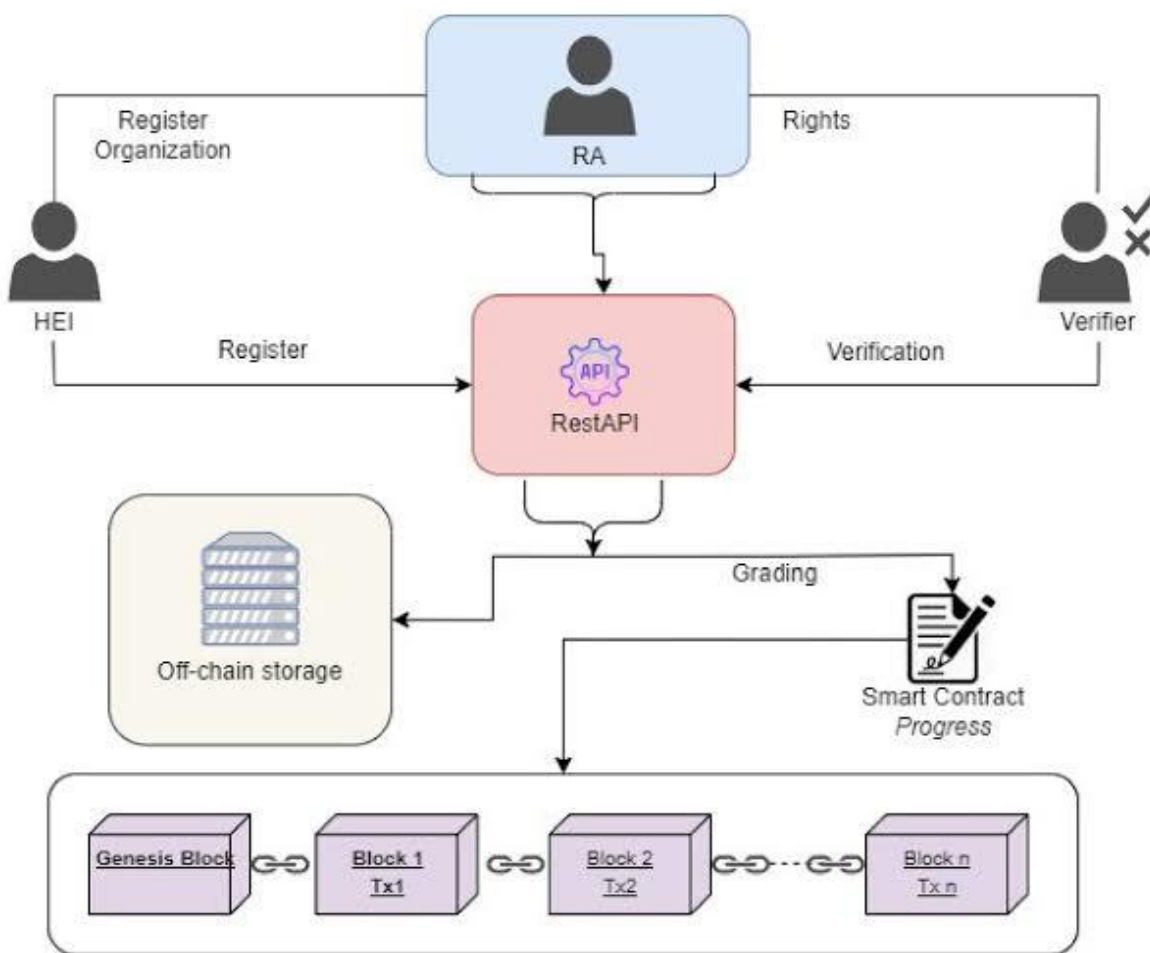 RA
Register
Organization
Rights
HEI
Verifier
Register
Verification
API
RestAPI
Grading
Off-chain storage
Smart Contract
Progress
Genesis Block
Block 1
Tx1
Block 2
Tx2
Block n
Tx n